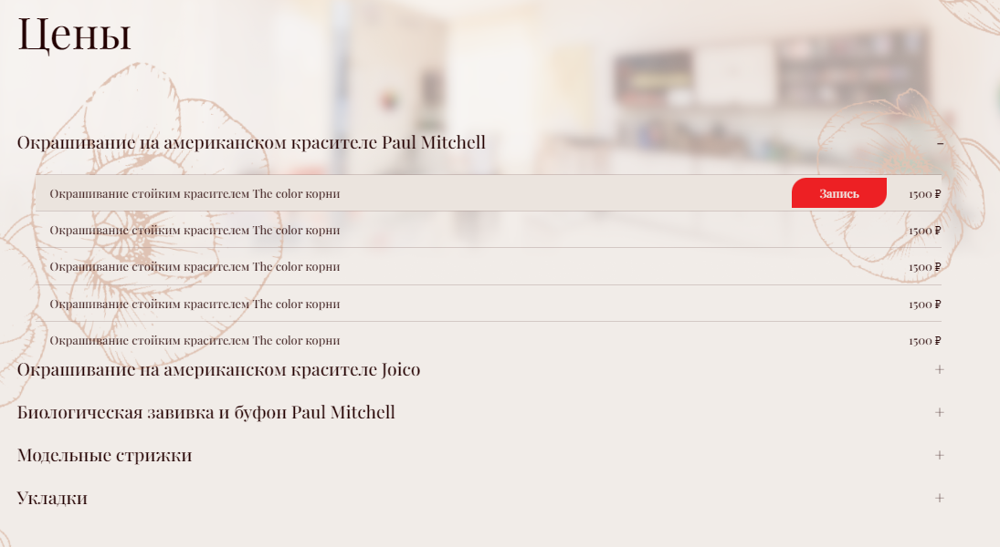 Цены
Окрашивание на американском красителе Paul Mitchell −
Окрашивание стойким красителем The color корни Запись 1500 ₽
Окрашивание стойким красителем The color корни 1500 ₽
Окрашивание стойким красителем The color корни 1500 ₽
Окрашивание стойким красителем The color корни 1500 ₽
Окрашивание стойким красителем The color корни 1500 ₽
Окрашивание на американском красителе Joico +
Биологическая завивка и буфон Paul Mitchell +
Модельные стрижки +
Укладки +